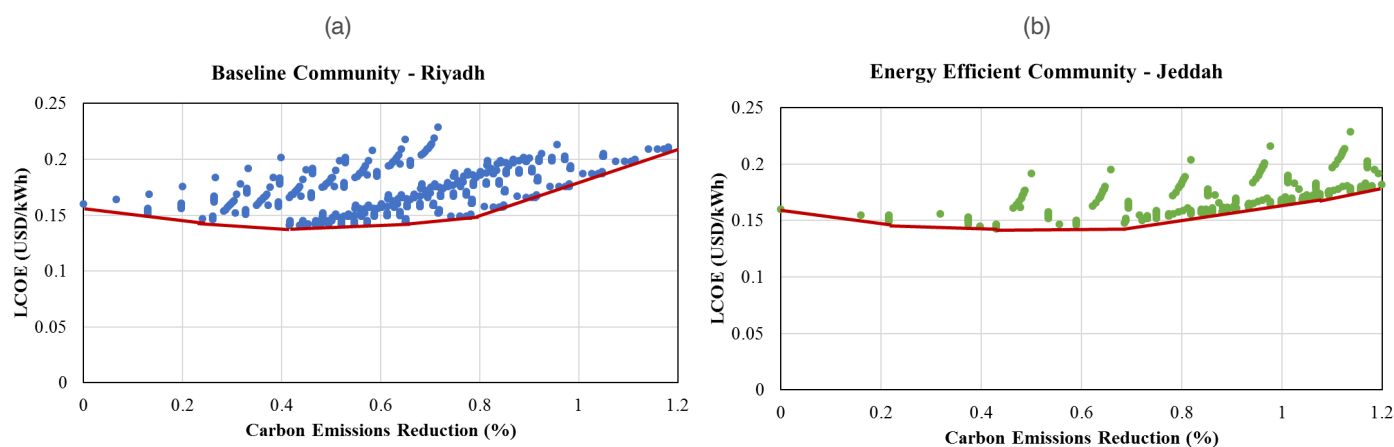 (a)
Baseline Community - Riyadh
LCOE (USD/kWh)
0.25
0.2
0.15
0.1
0.05
0
0 0.2 0.4 0.6 0.8 1 1.2
Carbon Emissions Reduction (%)
(b)
Energy Efficient Community - Jeddah
LCOE (USD/kWh)
0.25
0.20
0.15
0.10
0.05
0
0 0.2 0.4 0.6 0.8 1 1.2
Carbon Emissions Reduction (%)